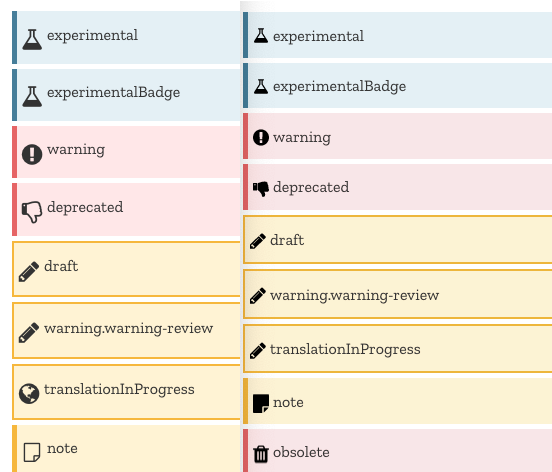 experimental
experimentalBadge
warning
deprecated
draft
warning.warning-review
translationInProgress
note
experimental
experimentalBadge
warning
deprecated
draft
warning.warning-review
translationInProgress
note
obsolete